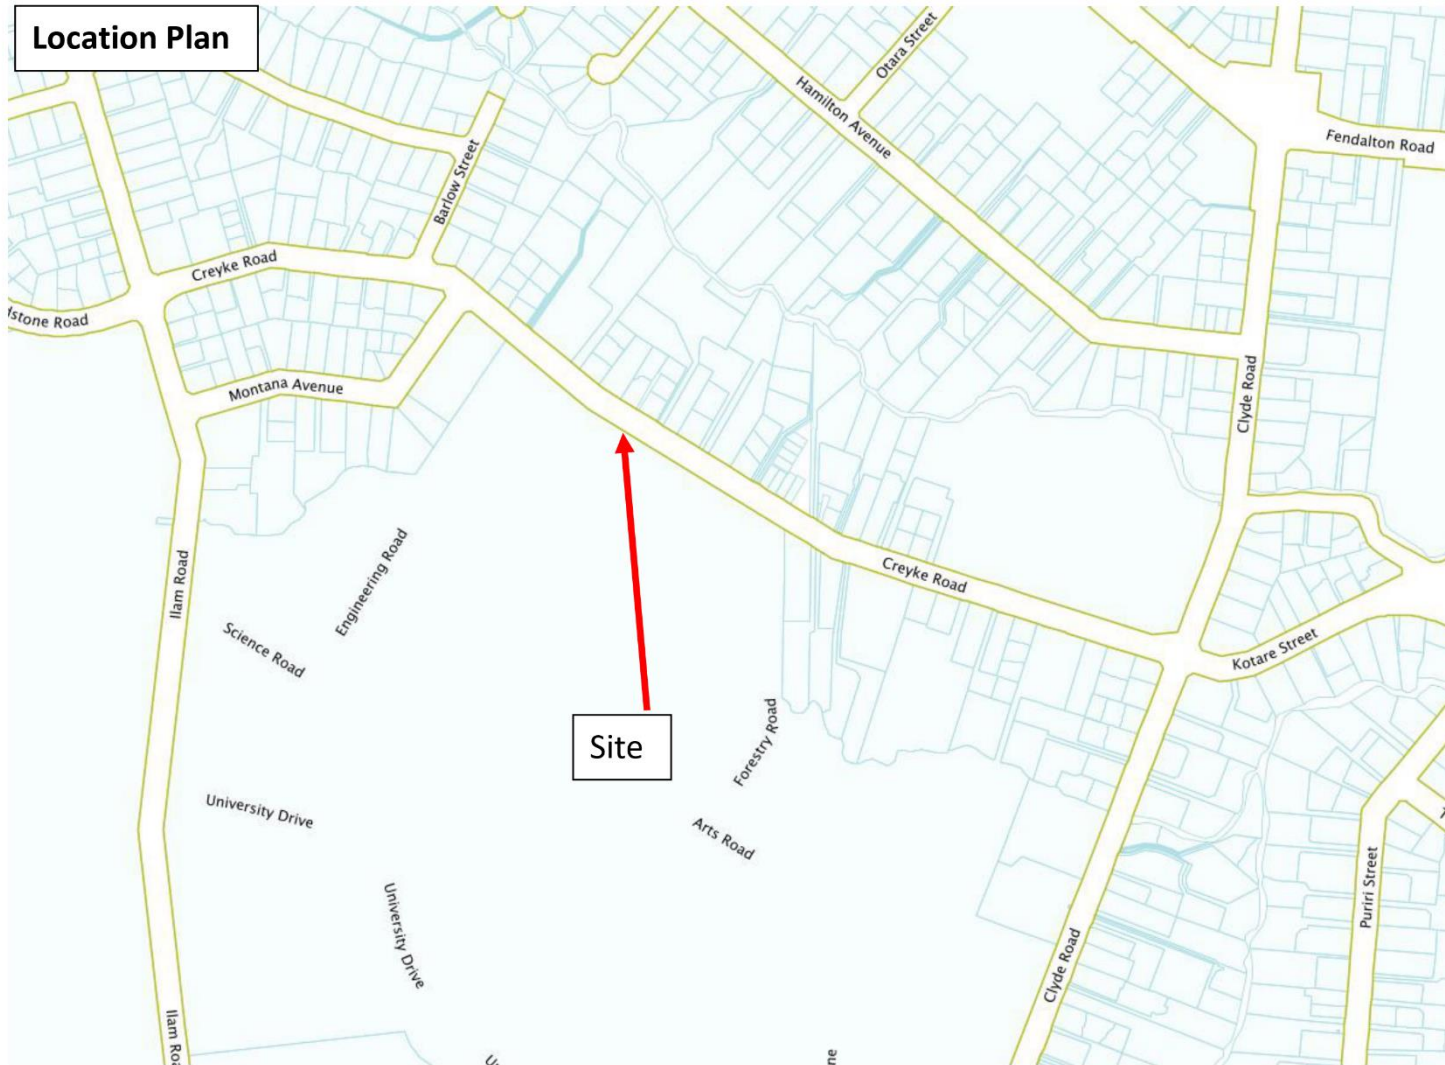 Location Plan
Otara Street
Hamilton Avenue
Fendalton Road
Barlow Street
Creyke Road
dstone Road
Montana Avenue
Clyde Road
Engineering Road
Ilam Road
Creyke Road
Science Road
Kotare Street
Site
Forestry Road
University Drive
Arts Road
Puriri Street
University Drive
Clyde Road
Ilam Roa
ne